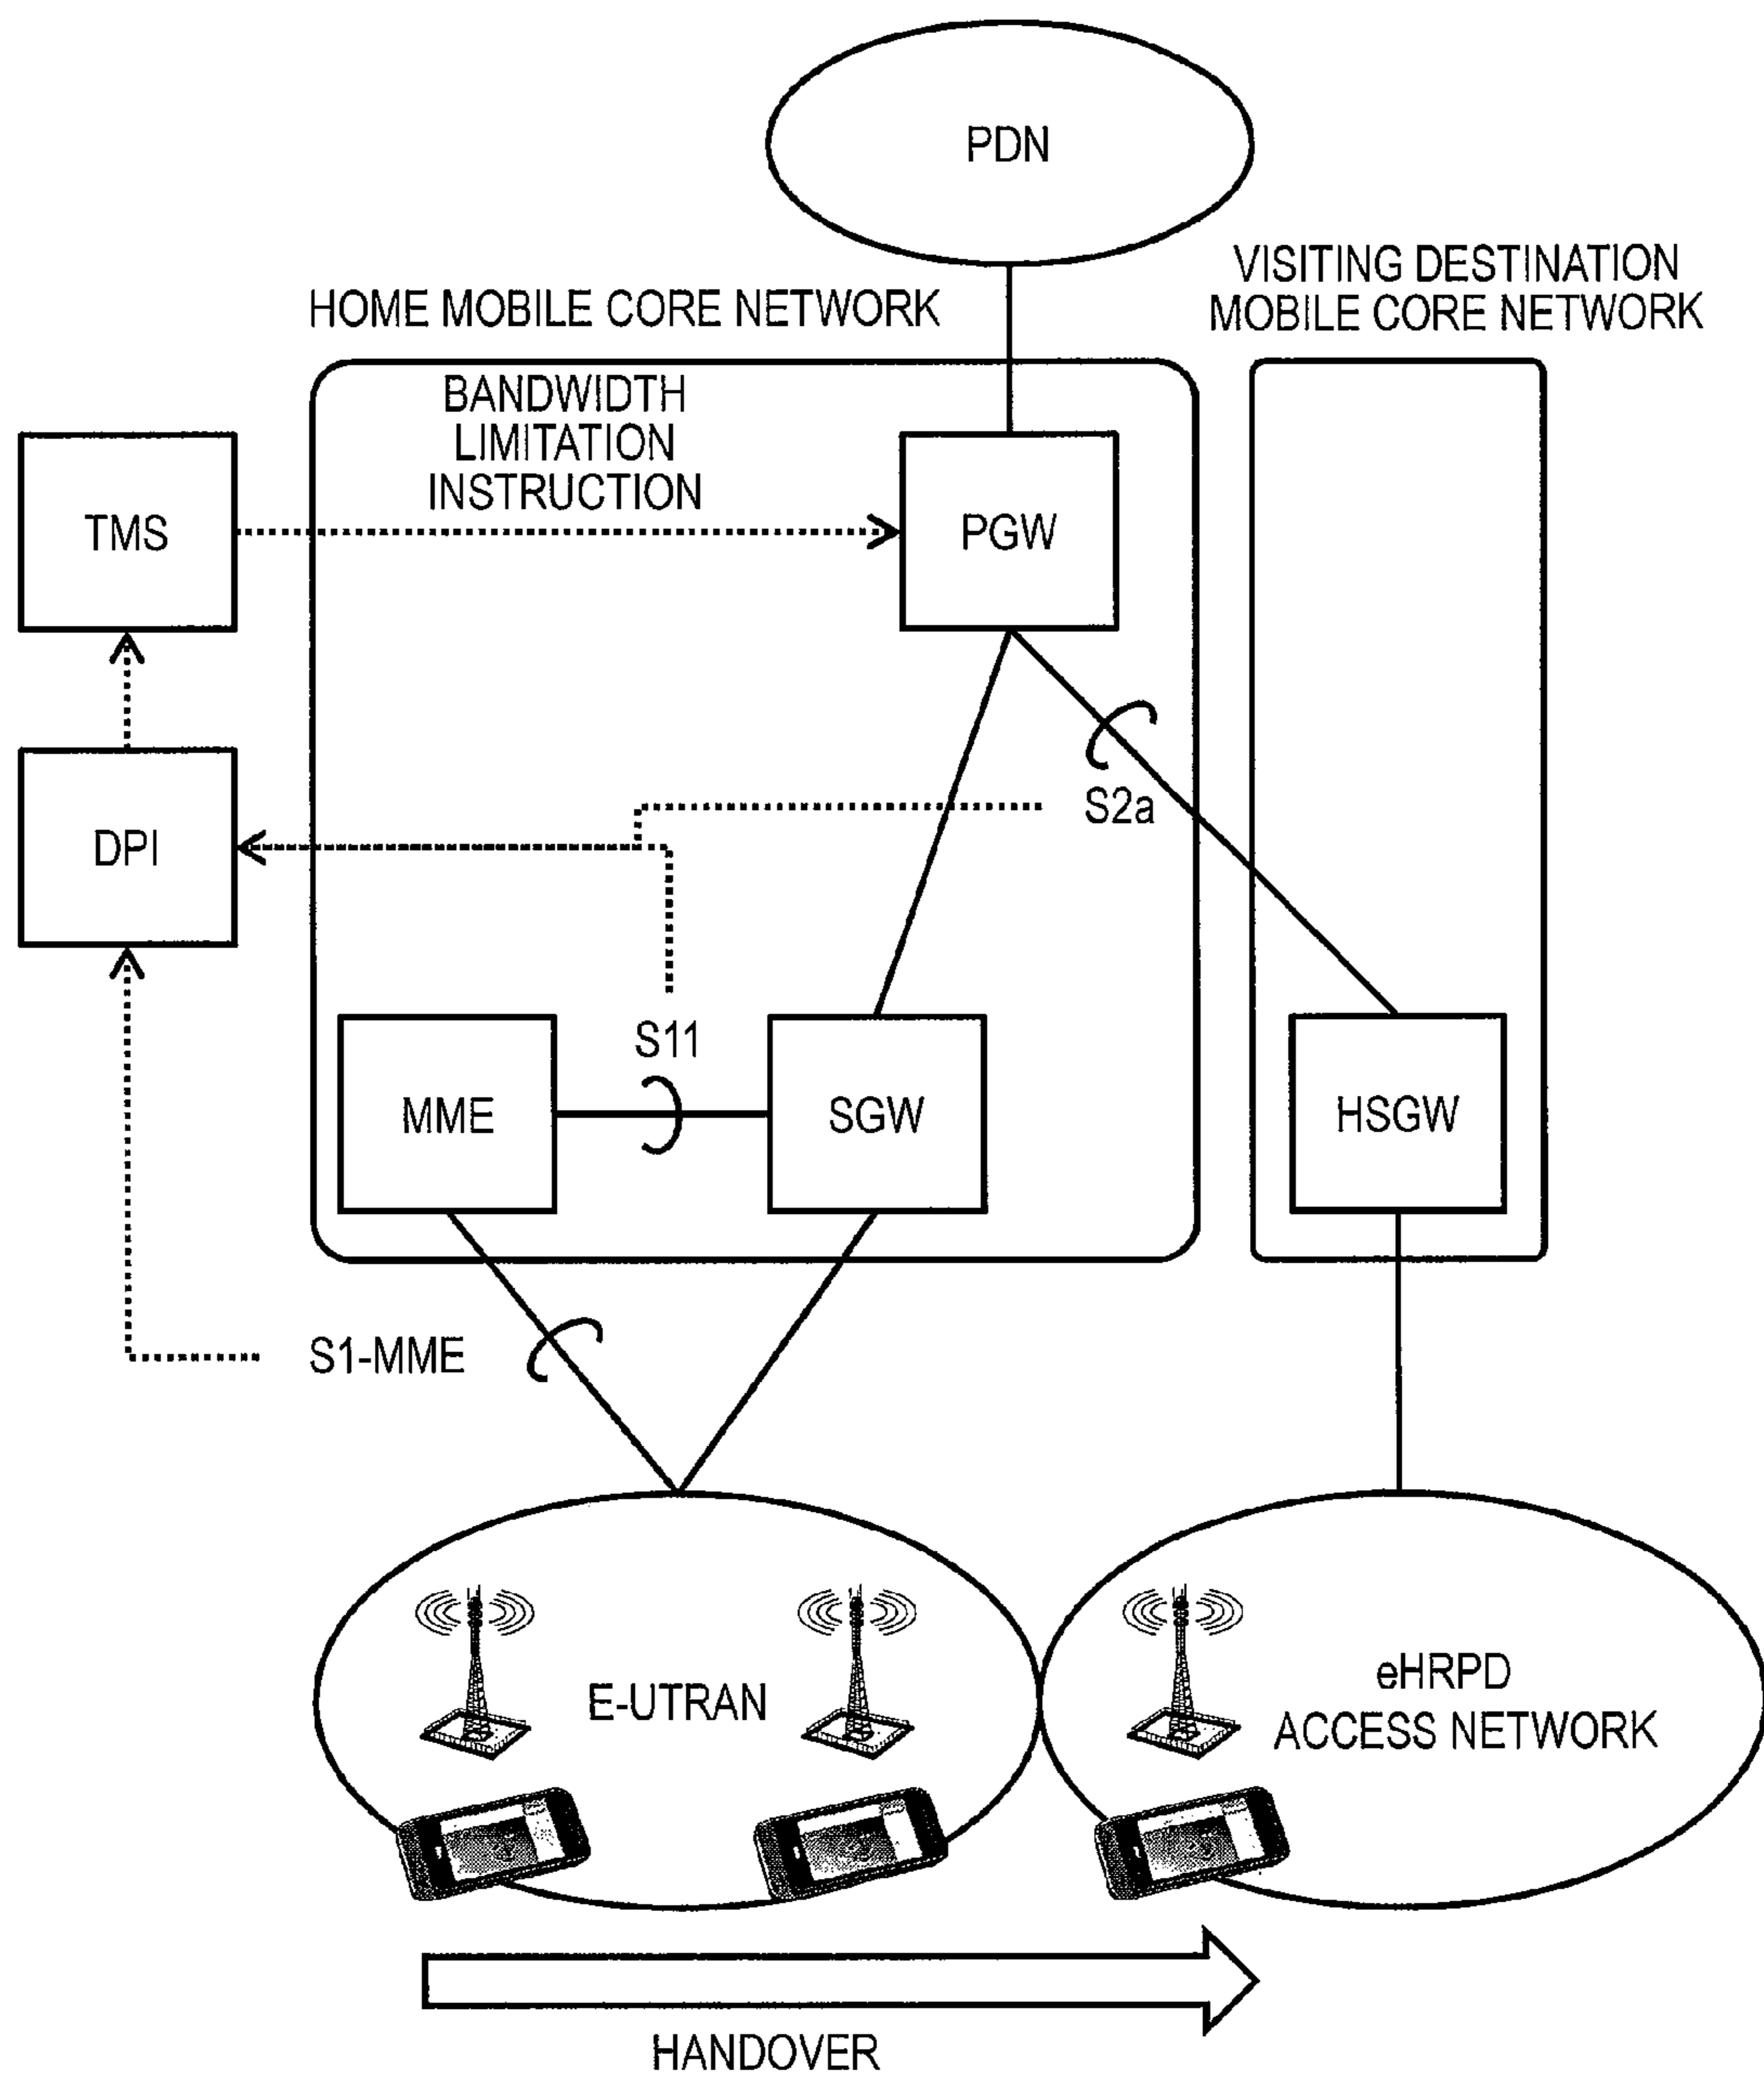 PDN
VISITING DESTINATION
MOBILE CORE NETWORK
HOME MOBILE CORE NETWORK
BANDWIDTH
LIMITATION
INSTRUCTION
TMS
PGW
S2a
DPI
S11
MME
SGW
HSGW
S1-MME
E-UTRAN
eHRPD
ACCESS NETWORK
HANDOVER